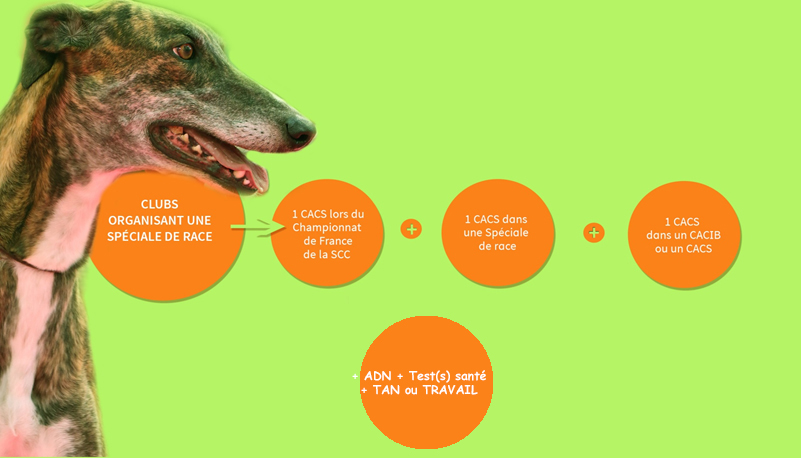 CLUBS
ORGANISANT UNE
SPÉCIALE DE RACE
1 CACS lors du
Championnat
de France
de la SCC
+
1 CACS dans
une Spéciale
de race
+
1 CACS
dans un CACIB
ou un CACS
+ ADN + Test(s) santé
+ TAN ou TRAVAIL